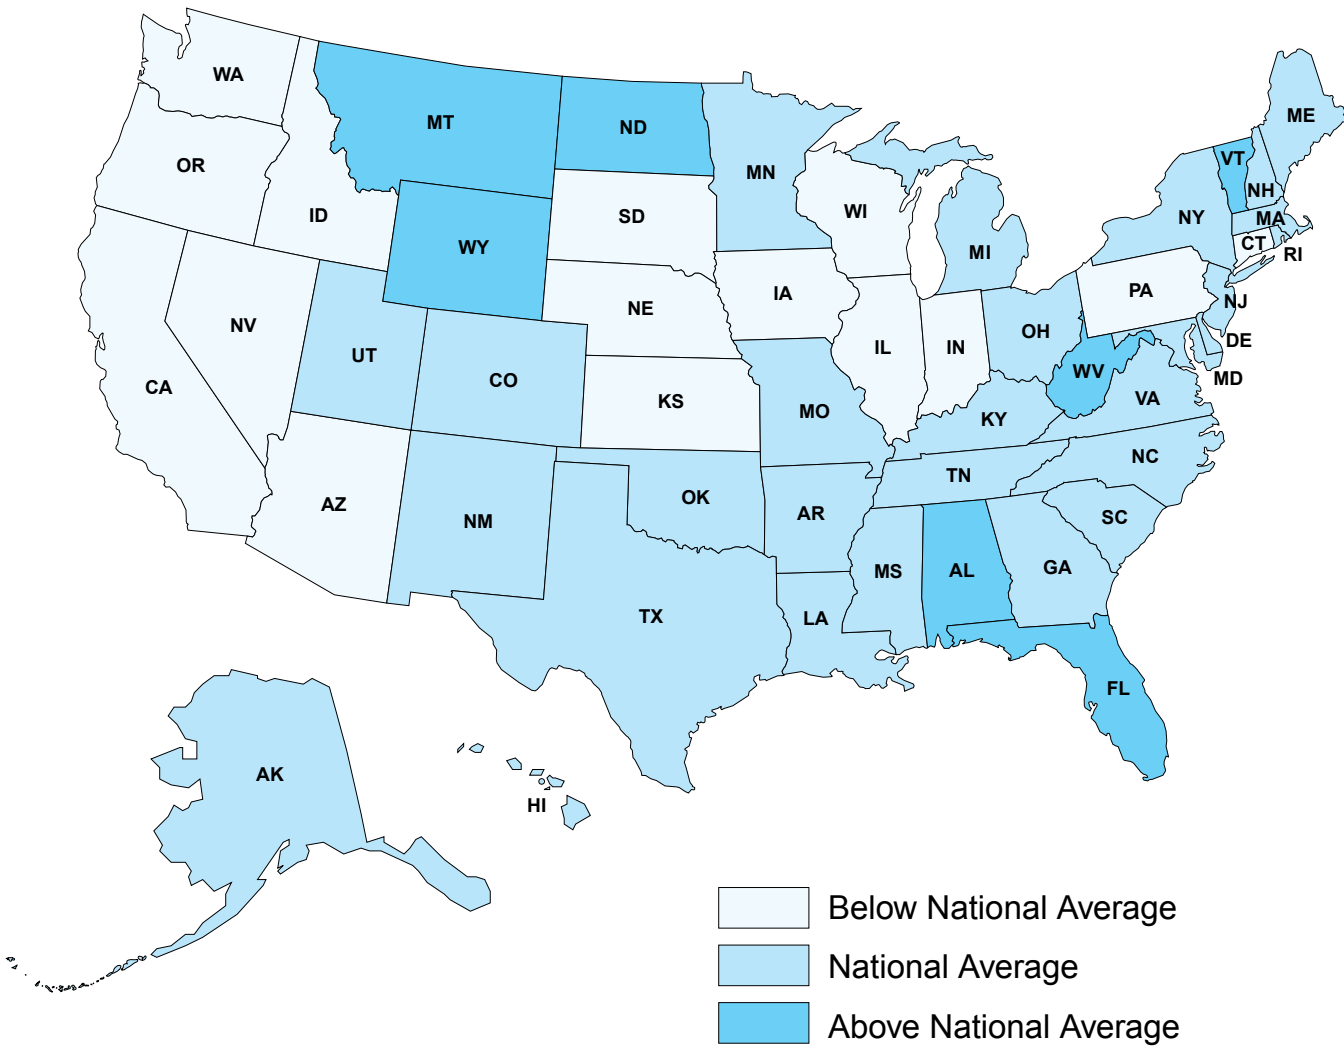 WA
OR
CA
NV
ID
MT
WY
UT
AZ
CO
NM
ND
SD
NE
KS
OK
TX
MN
IA
MO
AR
LA
WI
IL
IN
MI
OH
KY
TN
MS
AL
GA
FL
SC
NC
VA
WV
PA
NY
VT
NH
ME
MA
CT
RI
NJ
DE
MD
AK
HI
Below National Average
National Average
Above National Average